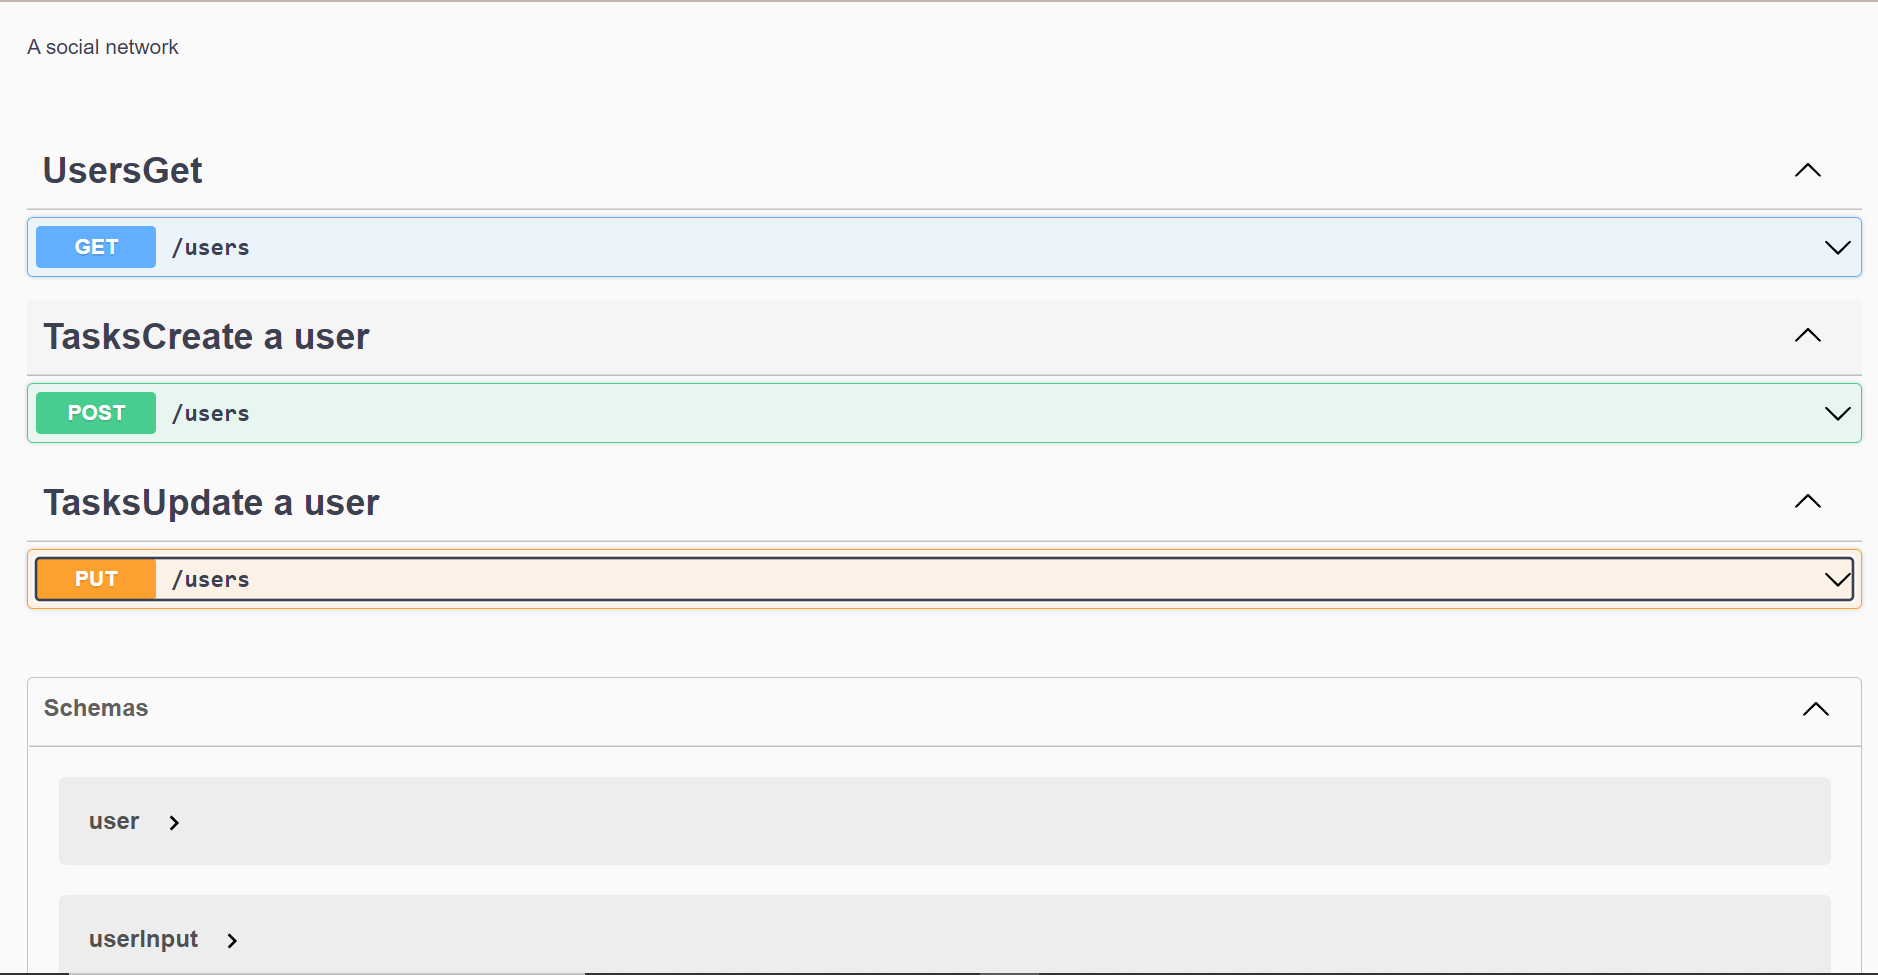 A social network
UsersGet
GET /users
TasksCreate a user
POST /users
TasksUpdate a user
PUT /users
Schemas
user
userInput